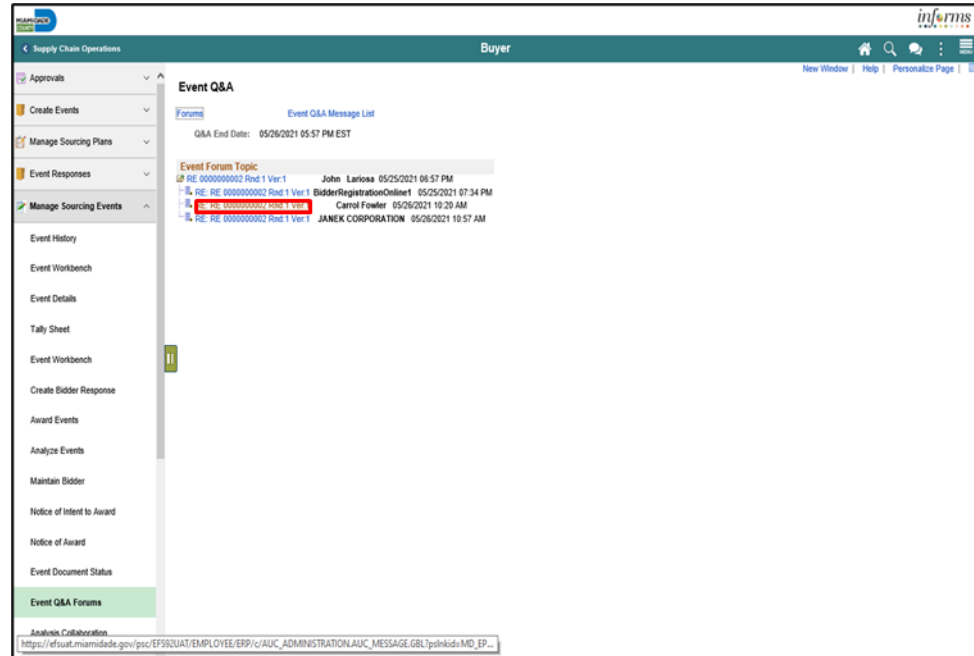 MIAMI-DADE
COUNTY
informs
Supply Chain Operations
Buyer
New Window | Help | Personalize Page |
Approvals
Create Events
Manage Sourcing Plans
Event Responses
Manage Sourcing Events
Event History
Event Workbench
Event Details
Tally Sheet
Event Workbench
Create Bidder Response
Award Events
Analyze Events
Maintain Bidder
Notice of Intent to Award
Notice of Award
Event Document Status
Event Q&A Forums
Analysis Collaboration
Event Q&A
Forums Event Q&A Message List
Q&A End Date: 05/26/2021 05:57 PM EST
Event Forum Topic
RE 0000000002 Rnd:1 Ver:1 John Lariosa 05/25/2021 06:57 PM
RE: RE 0000000002 Rnd:1 Ver:1 BidderRegistrationOnline1 05/25/2021 07:34 PM
RE: RE 0000000002 Rnd:1 Ver:1 Carrol Fowler 05/26/2021 10:20 AM
RE: RE 0000000002 Rnd:1 Ver:1 JANEK CORPORATION 05/26/2021 10:57 AM
https://efsuat.miamidade.gov/psc/EFS92UAT/EMPLOYEE/ERP/c/AUC_ADMINISTRATION.AUC_MESSAGE.GBL?pslnkid=MD_EP...